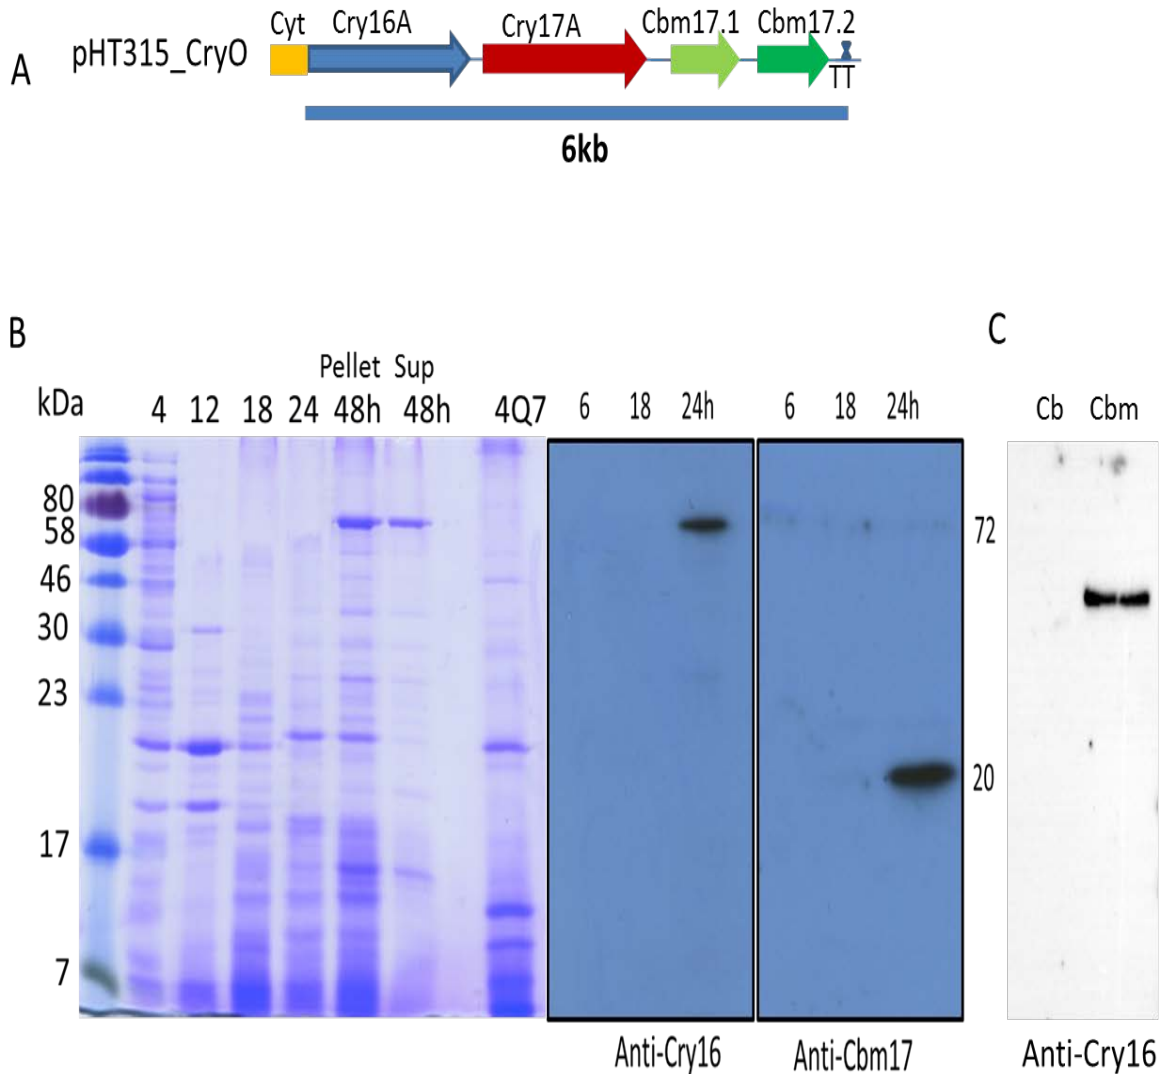 A
pHT315_CryO
Cyt Cry16A Cry17A Cbm17.1 Cbm17.2
TT
6kb
B
C
Pellet Sup
kDa 4 12 18 24 48h 48h 4Q7 6 18 24h 6 18 24h Cb Cbm
80
58
46
30
23
17
7
72
20
Anti-Cry16 Anti-Cbm17 Anti-Cry16